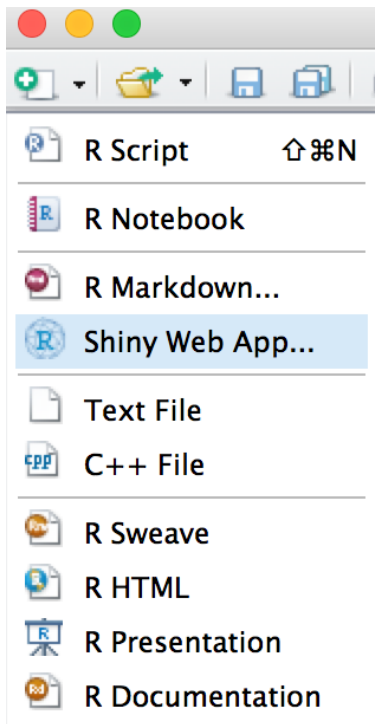 R Script ⇧⌘N
R Notebook
R Markdown...
Shiny Web App...
Text File
C++ File
R Sweave
R HTML
R Presentation
R Documentation